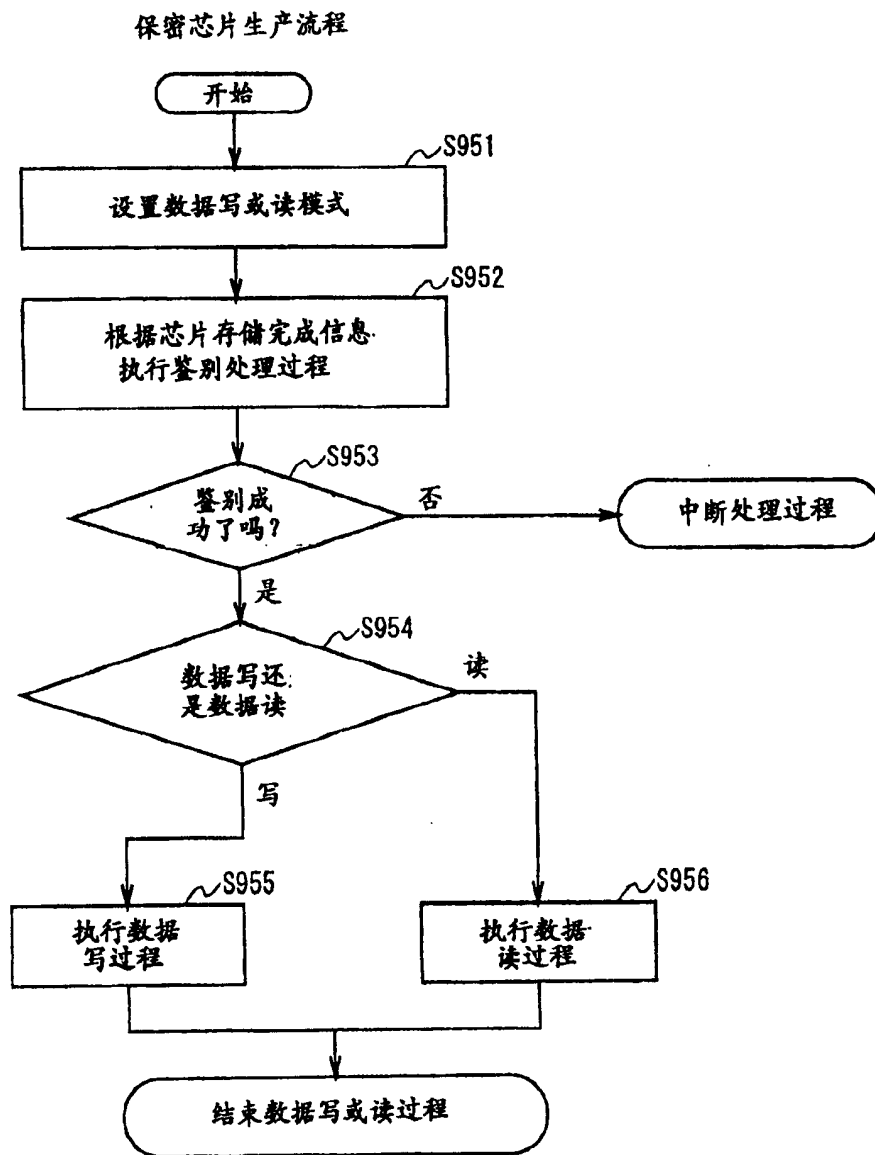 保密芯片生产流程
开始
S951
设置数据写或读模式
S952
根据芯片存储完成信息
执行鉴别处理过程
S953
鉴别成
功了吗?
否
中断处理过程
是
S954
数据写还
是数据读
读
写
S955
执行数据
写过程
S956
执行数据
读过程
结束数据写或读过程